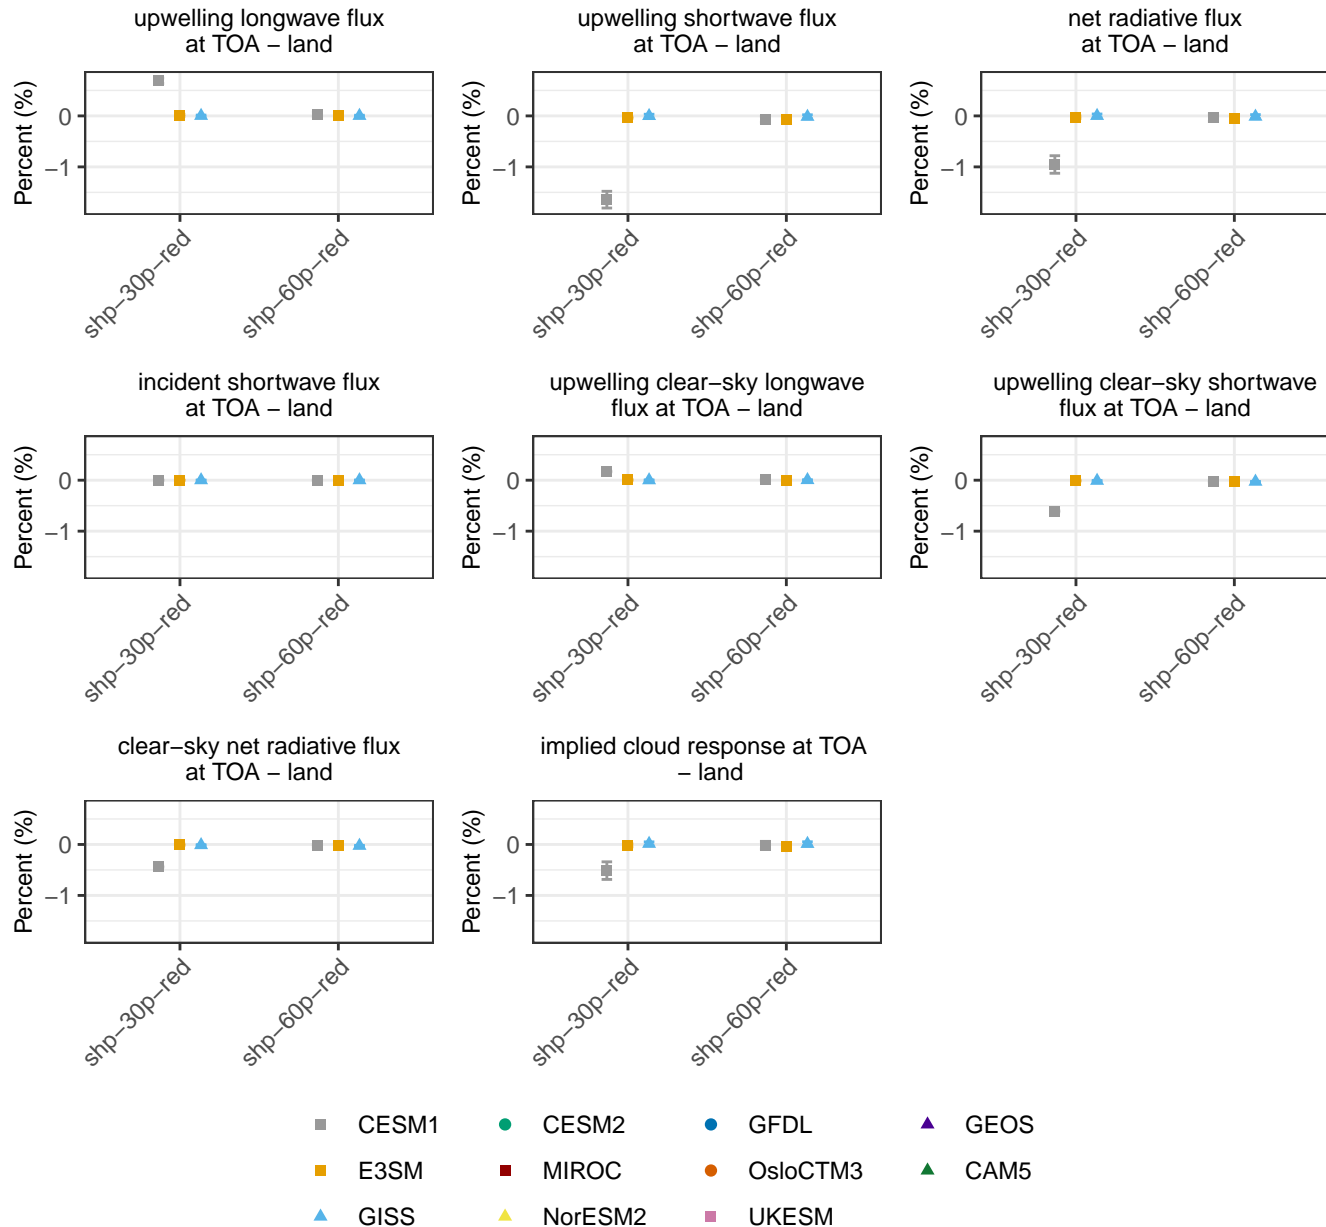 upwelling longwave flux
at TOA – land
upwelling shortwave flux
at TOA – land
net radiative flux
at TOA – land
Percent (%)
0
−1
shp−30p−red
shp−60p−red
Percent (%)
0
−1
shp−30p−red
shp−60p−red
Percent (%)
0
−1
shp−30p−red
shp−60p−red
incident shortwave flux
at TOA – land
upwelling clear−sky longwave
flux at TOA – land
upwelling clear−sky shortwave
flux at TOA – land
Percent (%)
0
−1
shp−30p−red
shp−60p−red
Percent (%)
0
−1
shp−30p−red
shp−60p−red
Percent (%)
0
−1
shp−30p−red
shp−60p−red
clear−sky net radiative flux
at TOA – land
implied cloud response at TOA
– land
Percent (%)
0
−1
shp−30p−red
shp−60p−red
Percent (%)
0
−1
shp−30p−red
shp−60p−red
CESM1 CESM2 GFDL GEOS
E3SM MIROC OsloCTM3 CAM5
GISS NorESM2 UKESM